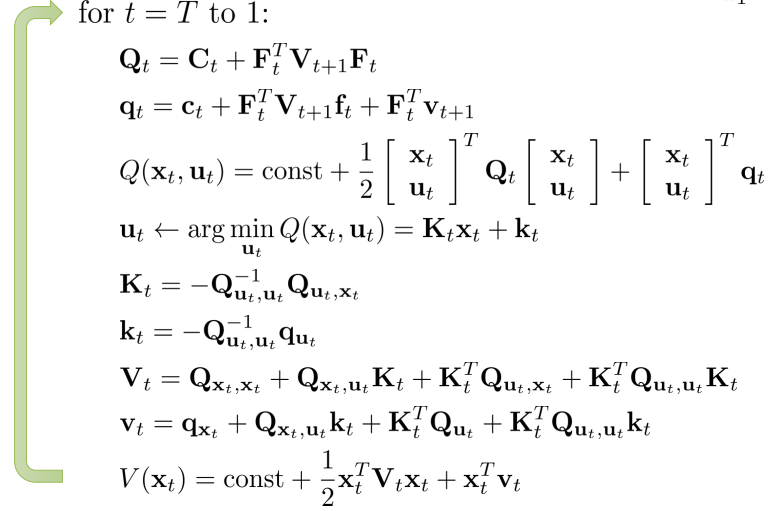 for t = T to 1:
Q_t = C_t + F_t^T V_{t+1} F_t
q_t = c_t + F_t^T V_{t+1} f_t + F_t^T v_{t+1}
Q(x_t, u_t) = const + \frac{1}{2} [ x_t u_t ]^T Q_t [ x_t u_t ] + [ x_t u_t ]^T q_t
u_t ← arg min_{u_t} Q(x_t, u_t) = K_t x_t + k_t
K_t = −Q_{u_t,u_t}^{−1} Q_{u_t,x_t}
k_t = −Q_{u_t,u_t}^{−1} q_{u_t}
V_t = Q_{x_t,x_t} + Q_{x_t,u_t} K_t + K_t^T Q_{u_t,x_t} + K_t^T Q_{u_t,u_t} K_t
v_t = q_{x_t} + Q_{x_t,u_t} k_t + K_t^T Q_{u_t} + K_t^T Q_{u_t,u_t} k_t
V(x_t) = const + \frac{1}{2} x_t^T V_t x_t + x_t^T v_t